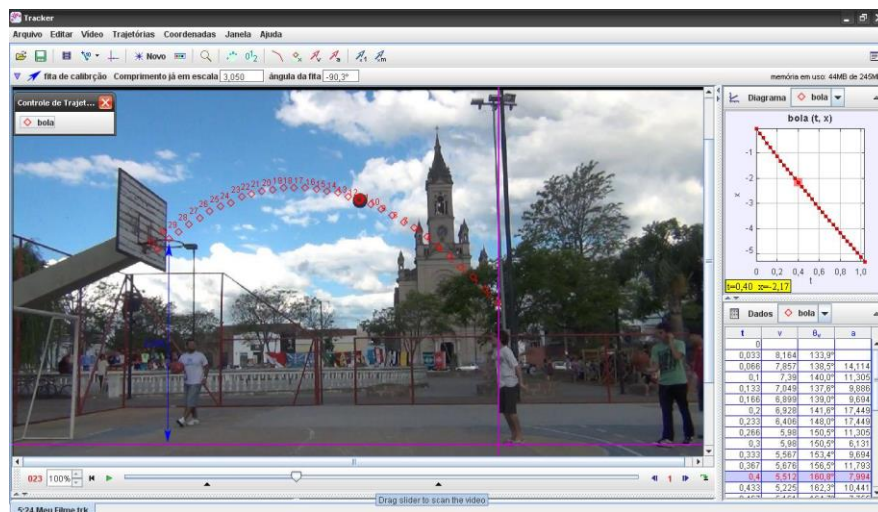 Tracker
Arquivo Editar Vídeo Trajetórias Coordenadas Janela Ajuda
Novo
fita de calibrção Comprimento já em escala 3,050 ângula da fita -90,3°
memória em uso: 44MB de 245MB
Controle de Trajet...
bola
Diagrama bola
bola (t, x)
-1
-2
-3
-4
-5
x
0 0,2 0,4 0,6 0,8 1,0
t
t=0,40 x=-2,17
Dados bola
t v θv a
0
0,033 8,164 133,9°
0,066 7,857 138,5° 14,114
0,1 7,39 140,0° 11,305
0,133 7,049 137,6° 9,886
0,166 6,899 139,0° 9,694
0,2 6,928 141,6° 17,449
0,233 6,406 148,0° 17,449
0,266 5,98 150,5° 11,305
0,3 5,98 150,5° 6,131
0,333 5,567 153,4° 9,694
0,367 5,676 156,5° 11,793
0,4 5,512 160,8° 7,994
0,433 5,225 162,3° 10,441
023 100% 1
Drag slider to scan the video
5:24 Meu Filme.trk